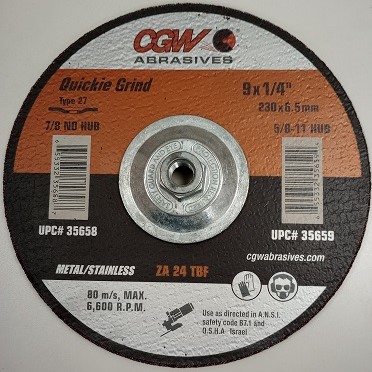 CGW
ABRASIVES
Quickie Grind
Type 27
7/8 NO HUB
9 x 1/4"
230 x 6.5mm
5/8-11 HUB
UPC# 35658
UPC# 35659
cgwabrasives.com
METAL/STAINLESS
ZA 24 TBF
80 m/s, MAX.
6,600 R.P.M.
Use as directed in A.N.S.I.
safety code B7.1 and
O.S.H.A Israel